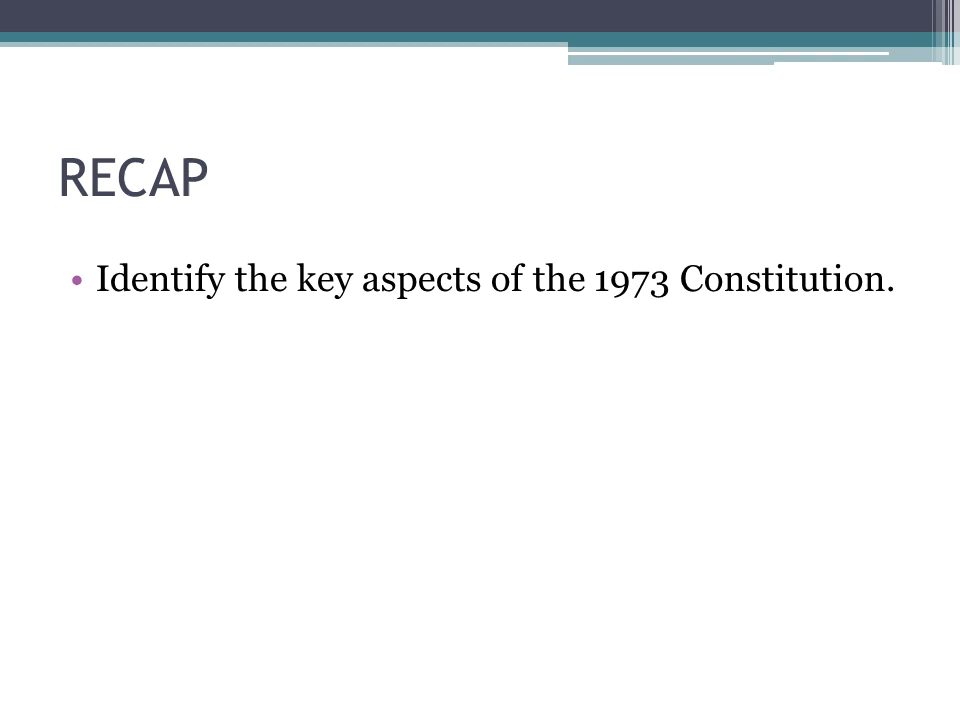 RECAP
• Identify the key aspects of the 1973 Constitution.